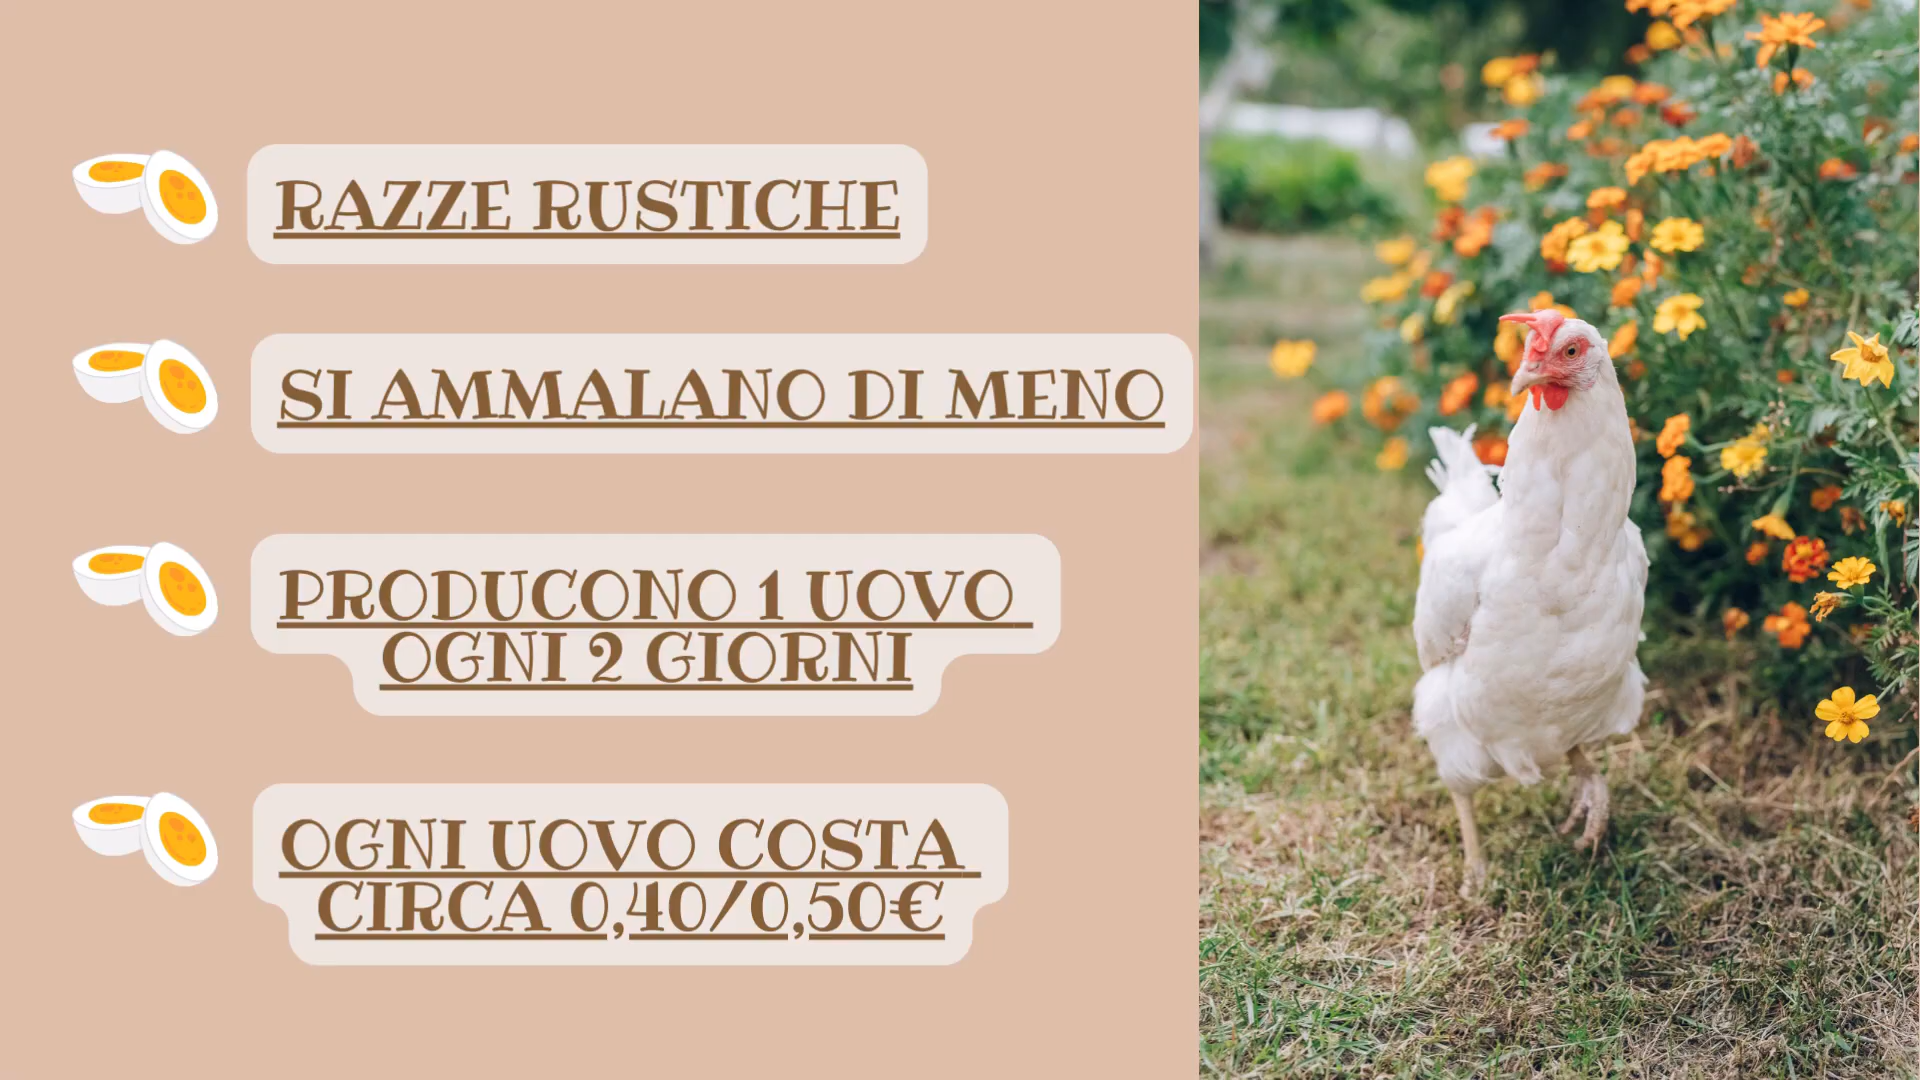 RAZZE RUSTICHE
SI AMMALANO DI MENO
PRODUCONO 1 UOVO
OGNI 2 GIORNI
OGNI UOVO COSTA
CIRCA 0,40/0,50€